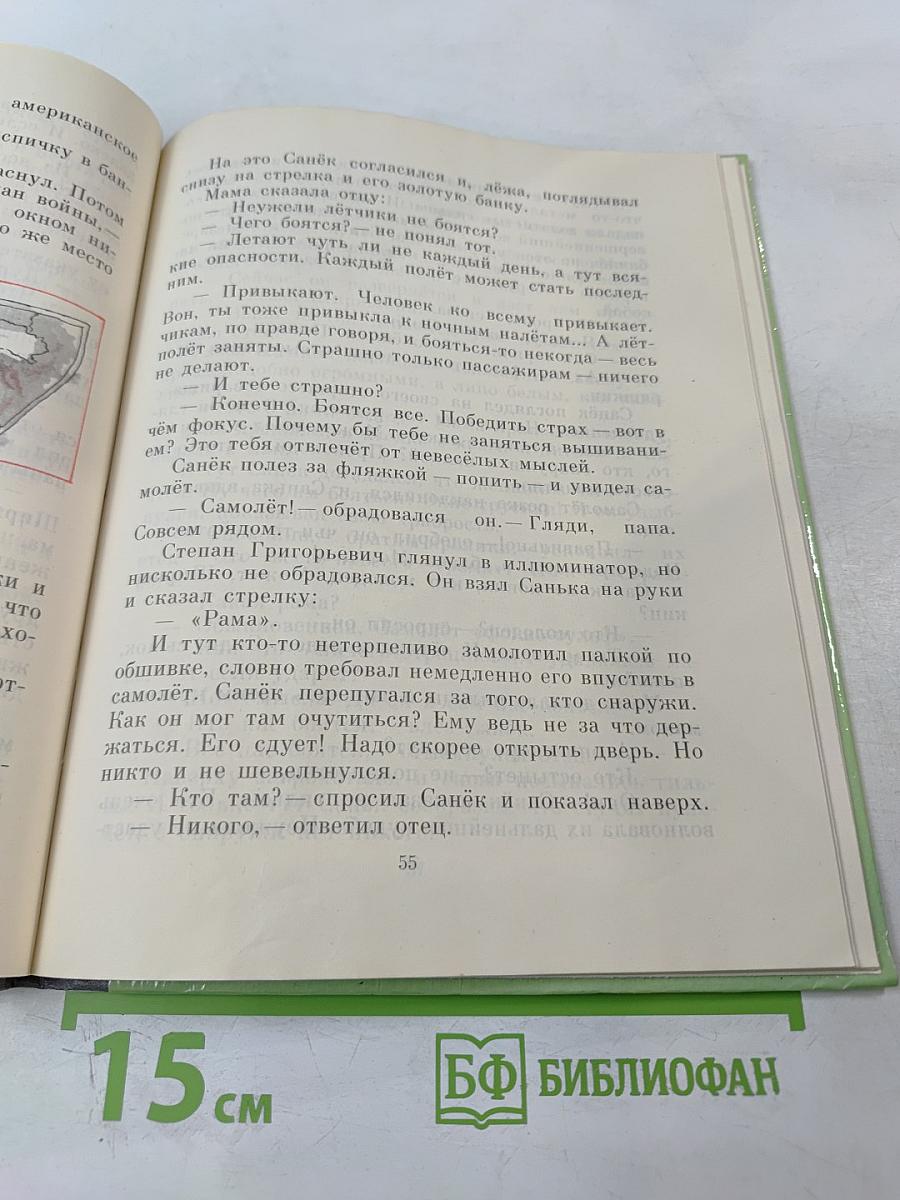 американское
спичку в бан-
аснул. Потом
ан войны,—
окном ни-
о же место
ки и
что
хо-
от-
На это Санёк согласился и, лёжа, поглядывал
снизу на стрелка и его золотую банку.
Мама сказала отцу:
— Неужели лётчики не боятся?
— Чего боятся?— не понял тот.
— Летают чуть ли не каждый день, а тут вся-
кие опасности. Каждый полёт может стать послед-
ним.
— Привыкают. Человек ко всему привыкает.
Вон, ты тоже привыкла к ночным налётам... А лёт-
чикам, по правде говоря, и бояться-то некогда — весь
полёт заняты. Страшно только пассажирам — ничего
не делают.
— И тебе страшно?
— Конечно. Боятся все. Победить страх — вот в
чём фокус. Почему бы тебе не заняться вышивани-
ем? Это тебя отвлечёт от невесёлых мыслей.
Санёк полез за фляжкой — попить — и увидел са-
молёт.
— Самолёт!— обрадовался он.— Гляди, папа.
Совсем рядом.
Степан Григорьевич глянул в иллюминатор, но
нисколько не обрадовался. Он взял Санька на руки
и сказал стрелку:
— «Рама».
И тут кто-то нетерпеливо замолотил палкой по
обшивке, словно требовал немедленно его впустить в
самолёт. Санёк перепугался за того, кто снаружи.
Как он мог там очутиться? Ему ведь не за что дер-
жаться. Его сдует! Надо скорее открыть дверь. Но
никто и не шевельнулся.
— Кто там?— спросил Санёк и показал наверх.
— Никого,— ответил отец.
55
15 см
БФ БИБЛИОФАН